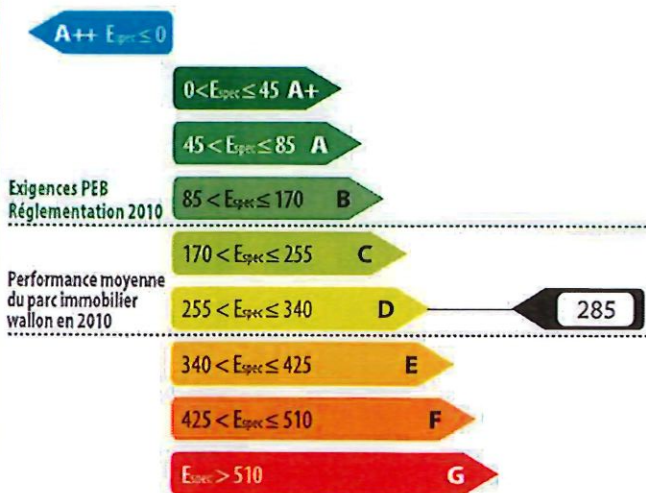 A++ Espec ≤ 0
0 < Espec ≤ 45 A+
45 < Espec ≤ 85 A
Exigences PEB
Réglementation 2010
85 < Espec ≤ 170 B
170 < Espec ≤ 255 C
Performance moyenne
du parc immobilier
wallon en 2010
255 < Espec ≤ 340 D
285
340 < Espec ≤ 425 E
425 < Espec ≤ 510 F
Espec > 510 G